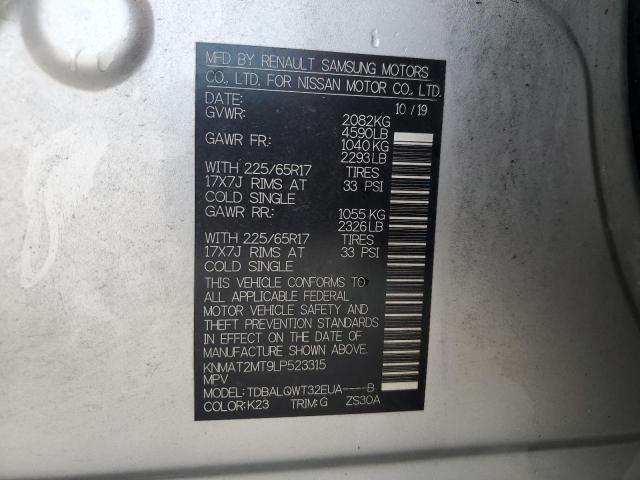 MFD BY RENAULT SAMSUNG MOTORS
CO., LTD. FOR NISSAN MOTOR CO., LTD.
DATE: 10/19
GVWR: 2082KG
4590LB
GAWR FR: 1040KG
2293LB
WITH 225/65R17 TIRES
17X7J RIMS AT 33 PSI
COLD SINGLE
GAWR RR: 1055KG
2326LB
WITH 225/65R17 TIRES
17X7J RIMS AT 33 PSI
COLD SINGLE
THIS VEHICLE CONFORMS TO
ALL APPLICABLE FEDERAL
MOTOR VEHICLE SAFETY AND
THEFT PREVENTION STANDARDS
IN EFFECT ON THE DATE OF
MANUFACTURE SHOWN ABOVE.
KNMAT2MT9LP523315
MPV
MODEL: TDBALQWT32EUA----B
COLOR: K23 TRIM: G ZS30A